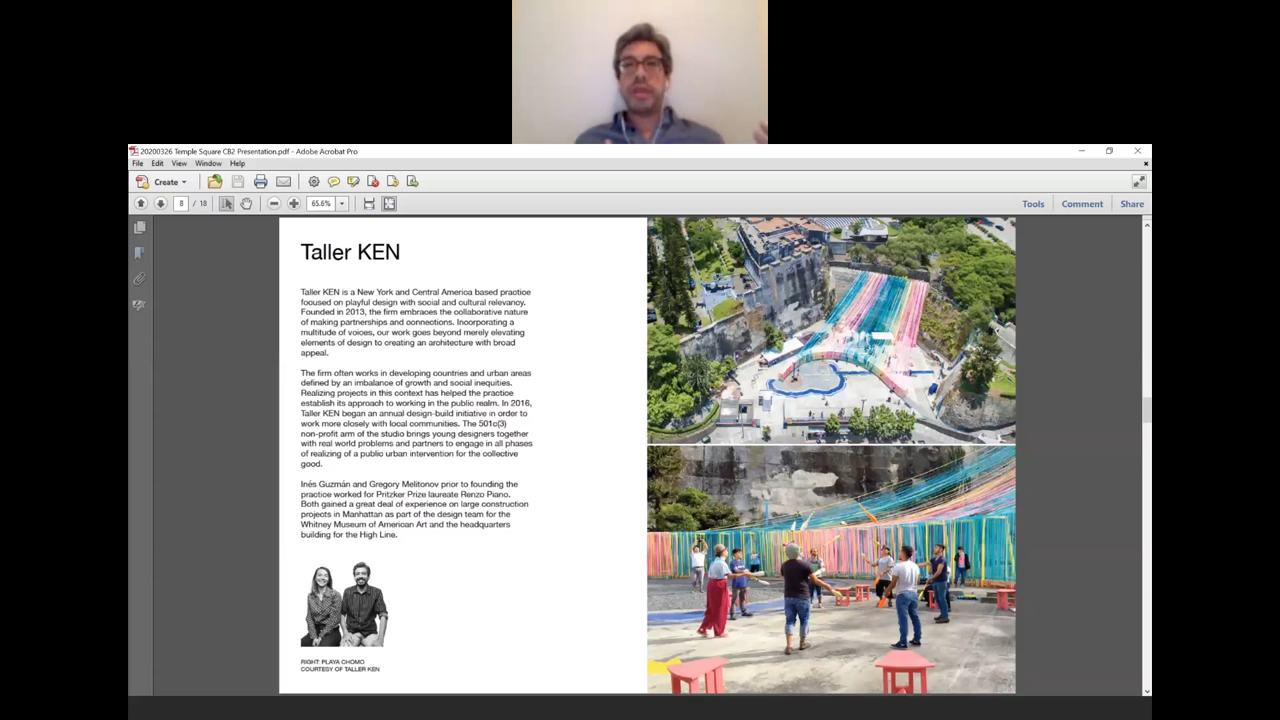 20200326 Temple Square CB2 Presentation.pdf - Adobe Acrobat Pro
File Edit View Window Help
Create
8 / 18 65.6% Tools Comment Share
Taller KEN
Taller KEN is a New York and Central America based practice
focused on playful design with social and cultural relevancy.
Founded in 2013, the firm embraces the collaborative nature
of making partnerships and connections. Incorporating a
multitude of voices, our work goes beyond merely elevating
elements of design to creating an architecture with broad
appeal.
The firm often works in developing countries and urban areas
defined by an imbalance of growth and social inequities.
Realizing projects in this context has helped the practice
establish its approach to working in the public realm. In 2016,
Taller KEN began an annual design-build initiative in order to
work more closely with local communities. The 501c(3)
non-profit arm of the studio brings young designers together
with real world problems and partners to engage in all phases
of realizing of a public urban intervention for the collective
good.
Inés Guzmán and Gregory Melitonov prior to founding the
practice worked for Pritzker Prize laureate Renzo Piano.
Both gained a great deal of experience on large construction
projects in Manhattan as part of the design team for the
Whitney Museum of American Art and the headquarters
building for the High Line.
RIGHT: PLAYA CHOMO
COURTESY OF TALLER KEN